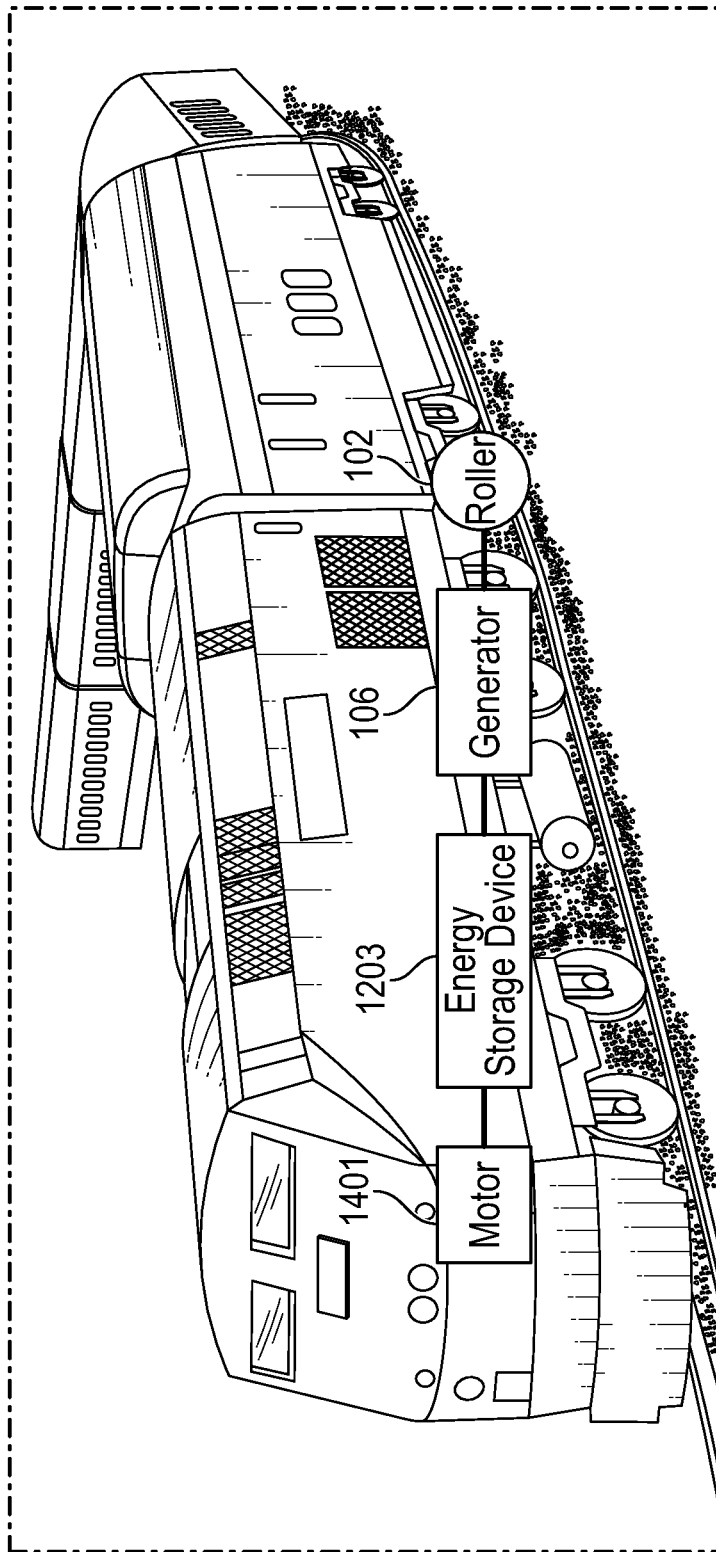 1401
1203
106
102
Motor
Energy
Storage Device
Generator
Roller